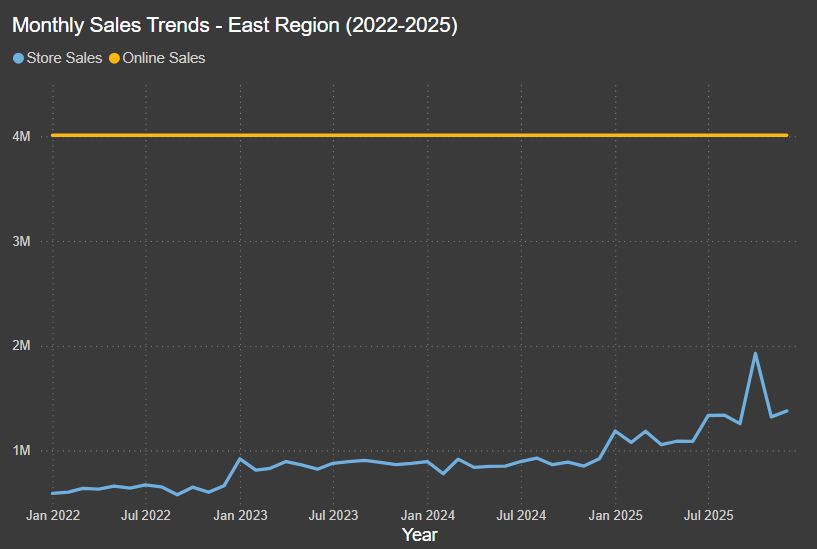 Monthly Sales Trends - East Region (2022-2025)
Store Sales Online Sales
4M
3M
2M
1M
Jan 2022 Jul 2022 Jan 2023 Jul 2023 Jan 2024 Jul 2024 Jan 2025 Jul 2025
Year